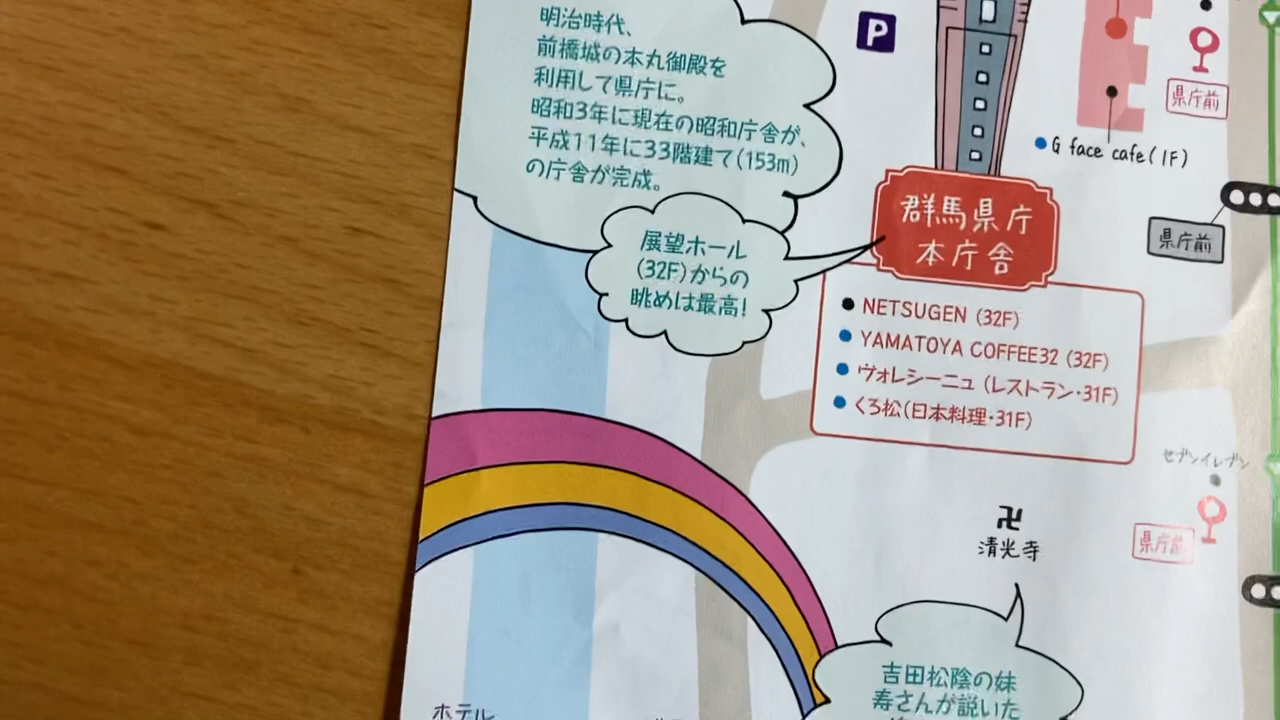 明治時代、
前橋城の本丸御殿を
利用して県庁に。
昭和3年に現在の昭和庁舎が、
平成11年に33階建て(153m)
の庁舎が完成。
展望ホール
(32F)からの
眺めは最高!
P
県庁前
G face cafe(1F)
群馬県庁
本庁舎
県庁前
NETSUGEN (32F)
YAMATOYA COFFEE32 (32F)
ヴォレシーニュ (レストラン・31F)
くろ松(日本料理・31F)
セブンイレブン
県庁前
卍
清光寺
吉田松陰の妹
寿さんが説いた
ホテル